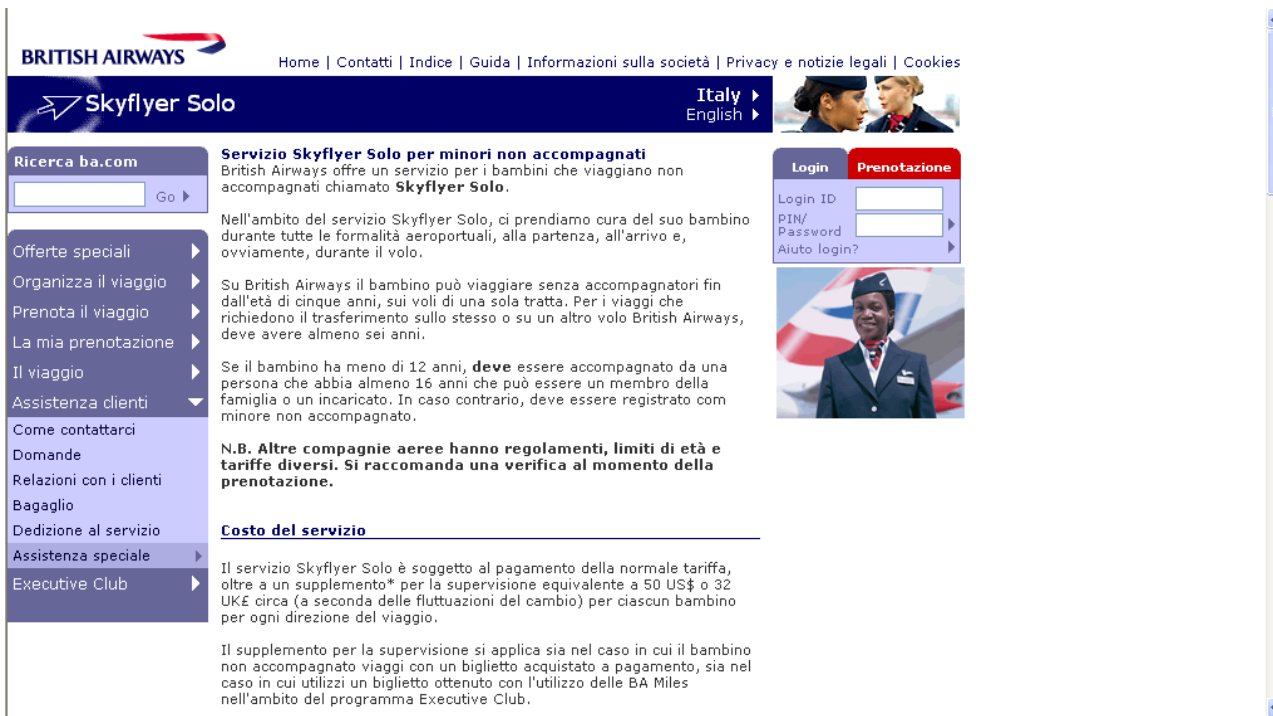 BRITISH AIRWAYS
Home | Contatti | Indice | Guida | Informazioni sulla società | Privacy e notizie legali | Cookies
Skyflyer Solo
Italy
English
Ricerca ba.com
Go
Offerte speciali
Organizza il viaggio
Prenota il viaggio
La mia prenotazione
Il viaggio
Assistenza clienti
Come contattarci
Domande
Relazioni con i clienti
Bagaglio
Dedizione al servizio
Assistenza speciale
Executive Club
Servizio Skyflyer Solo per minori non accompagnati
British Airways offre un servizio per i bambini che viaggiano non
accompagnati chiamato Skyflyer Solo.
Nell'ambito del servizio Skyflyer Solo, ci prendiamo cura del suo bambino
durante tutte le formalità aeroportuali, alla partenza, all'arrivo e,
ovviamente, durante il volo.
Su British Airways il bambino può viaggiare senza accompagnatori fin
dall'età di cinque anni, sui voli di una sola tratta. Per i viaggi che
richiedono il trasferimento sullo stesso o su un altro volo British Airways,
deve avere almeno sei anni.
Se il bambino ha meno di 12 anni, deve essere accompagnato da una
persona che abbia almeno 16 anni che può essere un membro della
famiglia o un incaricato. In caso contrario, deve essere registrato com
minore non accompagnato.
N.B. Altre compagnie aeree hanno regolamenti, limiti di età e
tariffe diversi. Si raccomanda una verifica al momento della
prenotazione.
Costo del servizio
Il servizio Skyflyer Solo è soggetto al pagamento della normale tariffa,
oltre a un supplemento* per la supervisione equivalente a 50 US$ o 32
UK£ circa (a seconda delle fluttuazioni del cambio) per ciascun bambino
per ogni direzione del viaggio.
Il supplemento per la supervisione si applica sia nel caso in cui il bambino
non accompagnato viaggi con un biglietto acquistato a pagamento, sia nel
caso in cui utilizzi un biglietto ottenuto con l'utilizzo delle BA Miles
nell'ambito del programma Executive Club.
Login
Prenotazione
Login ID
PIN/
Password
Aiuto login?